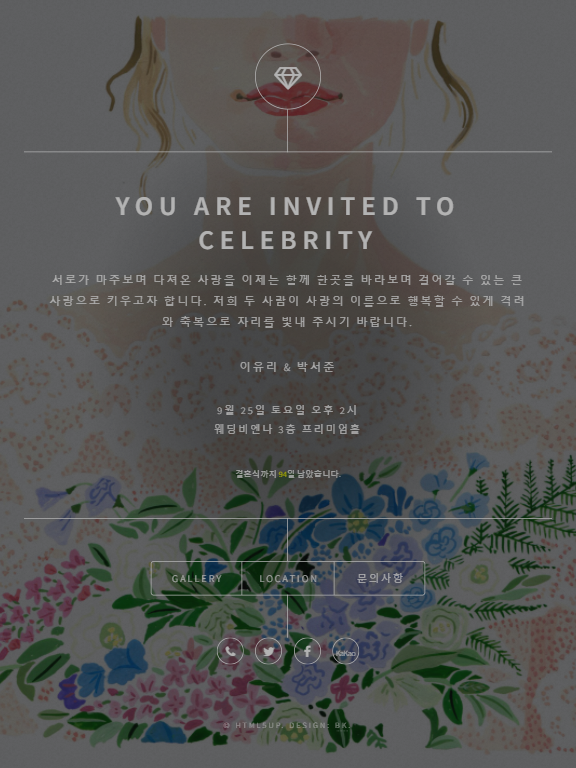 YOU ARE INVITED TO
CELEBRITY
서로가 마주보며 다져온 사랑을 이제는 함께 한곳을 바라보며 걸어갈 수 있는 큰
사랑으로 키우고자 합니다. 저희 두 사람이 사랑의 이름으로 행복할 수 있게 격려
와 축복으로 자리를 빛내 주시기 바랍니다.
이유리 & 박서준
9월 25일 토요일 오후 2시
웨딩비엔나 3층 프리미엄홀
결혼식까지 94일 남았습니다.
GALLERY LOCATION 문의사항
KaKao
© HTML5UP. DESIGN: BK.